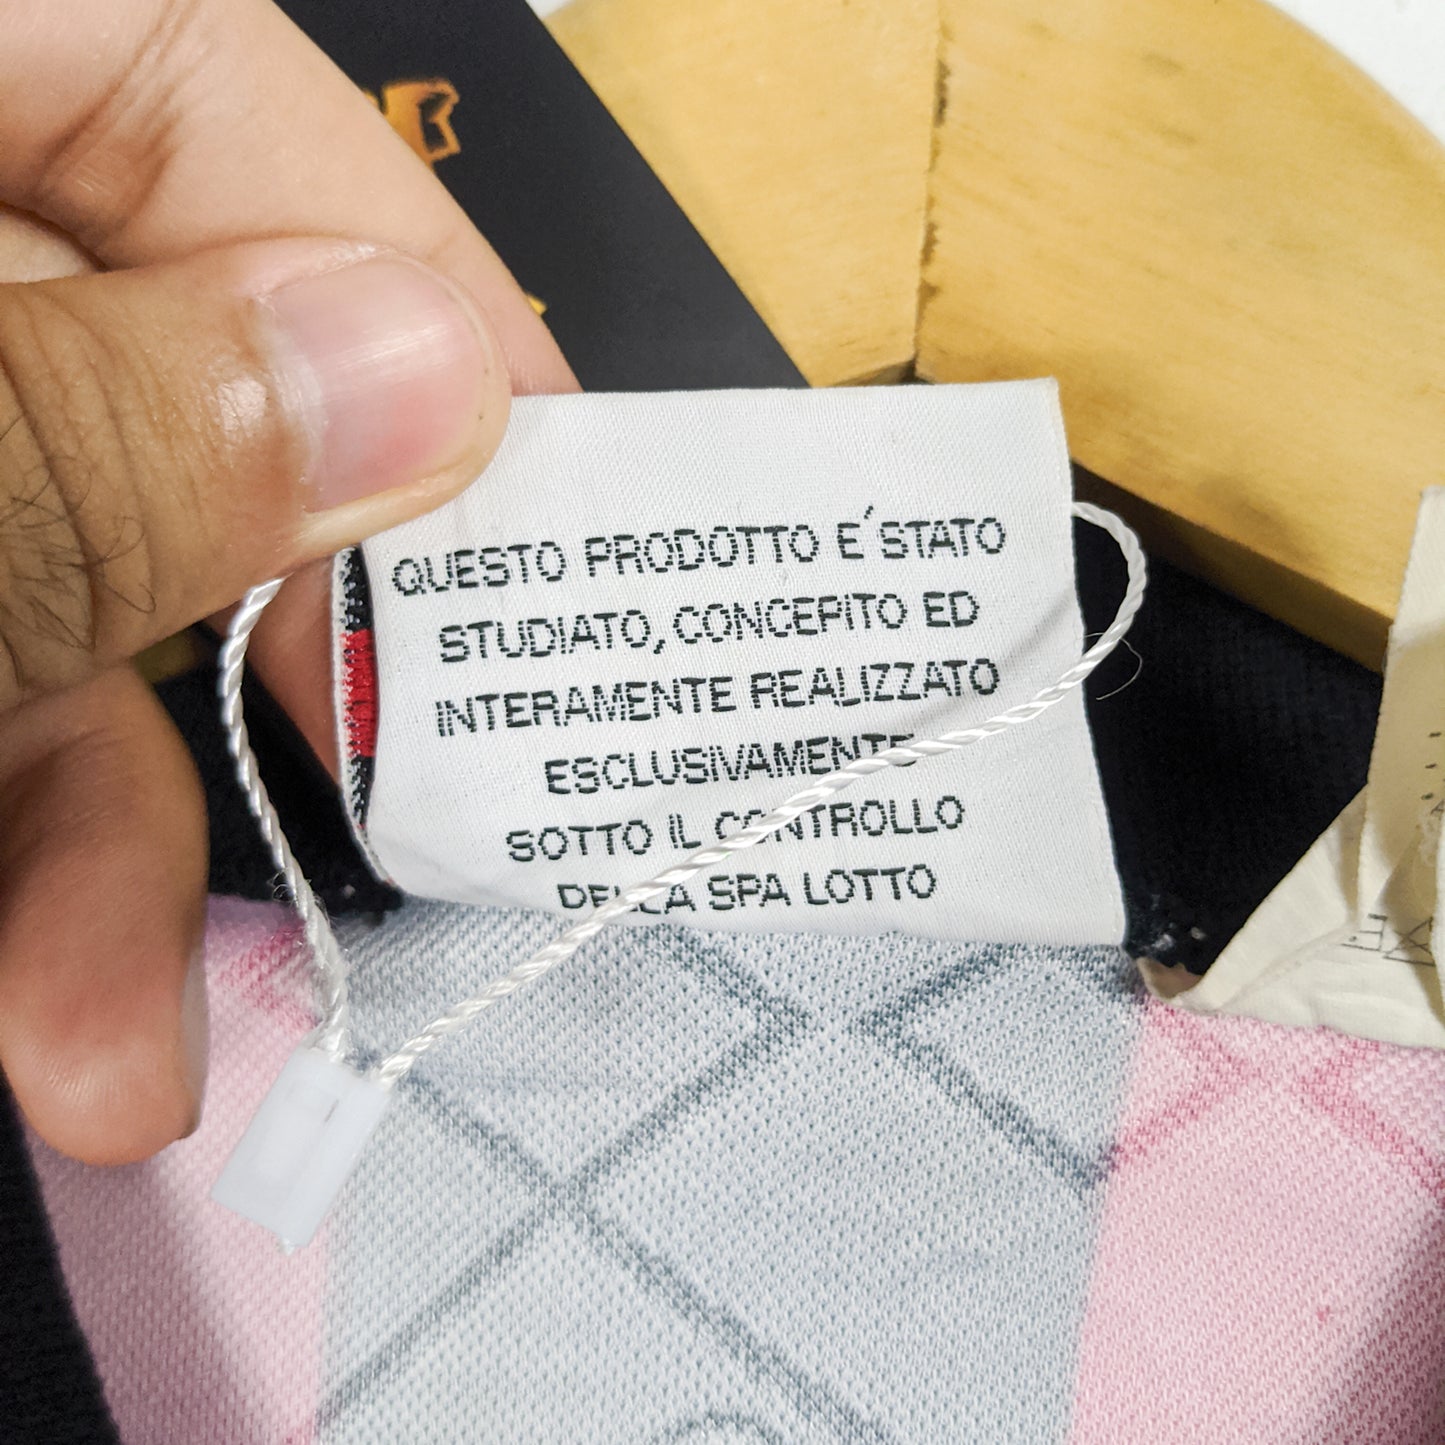 QUESTO PRODOTTO E´STATO
STUDIATO, CONCEPITO ED
INTERAMENTE REALIZZATO
ESCLUSIVAMENTE
SOTTO IL CONTROLLO
DELLA SPA LOTTO